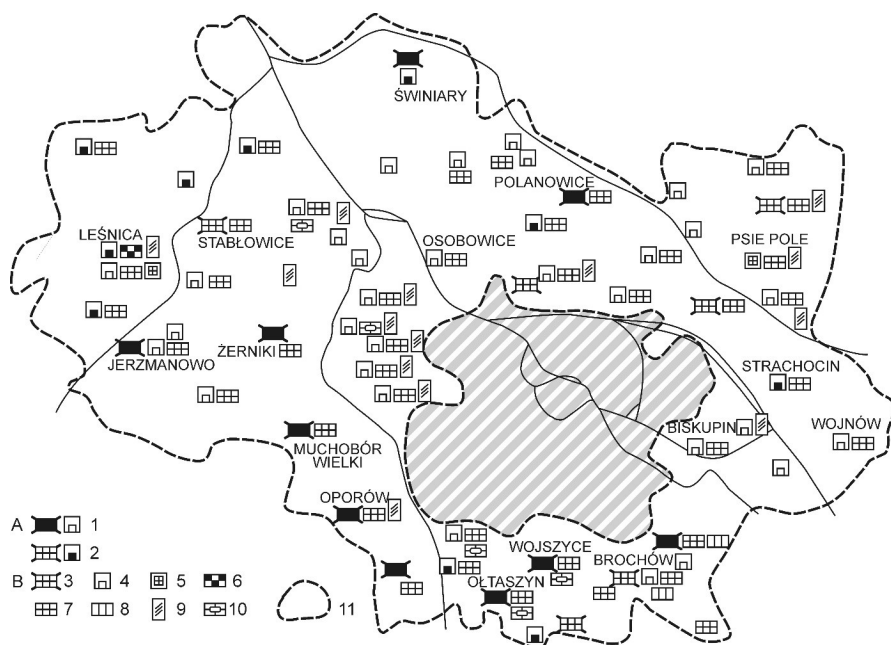 ŚWINIARY
POLANOWICE
LEŚNICA
STABŁOWICE
OSOBOWICE
PSIE POLE
JERZMANOWO
ŻERNIKI
STRACHOCIN
BISKUPIN
WOJNÓW
MUCHOBÓR
WIELKI
OPORÓW
WOJSZYCE
BROCHÓW
OŁTASZYN
A 1
2
B 3 4 5 6
7 8 9 10 11